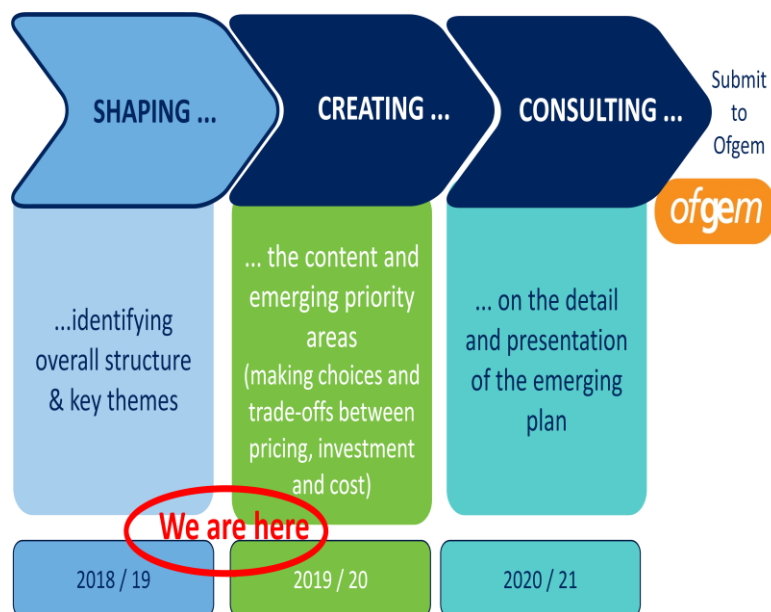 SHAPING ...
CREATING ...
CONSULTING ...
Submit
to
Ofgem
ofgem
...identifying
overall structure
& key themes
... the content and
emerging priority
areas
(making choices and
trade-offs between
pricing, investment
and cost)
... on the detail
and presentation
of the emerging
plan
We are here
2018 / 19
2019 / 20
2020 / 21